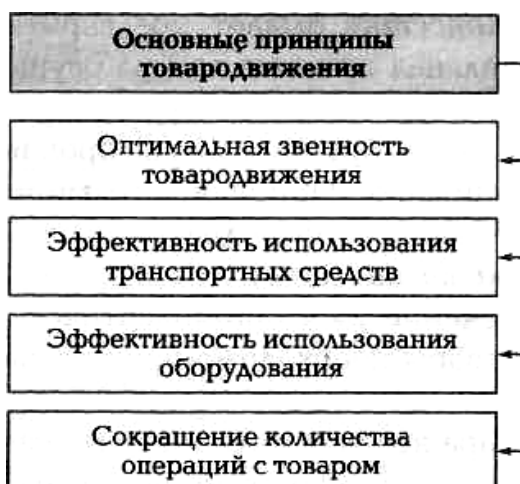 Основные принципы
товародвижения
Оптимальная звенность
товародвижения
Эффективность использования
транспортных средств
Эффективность использования
оборудования
Сокращение количества
операций с товаром